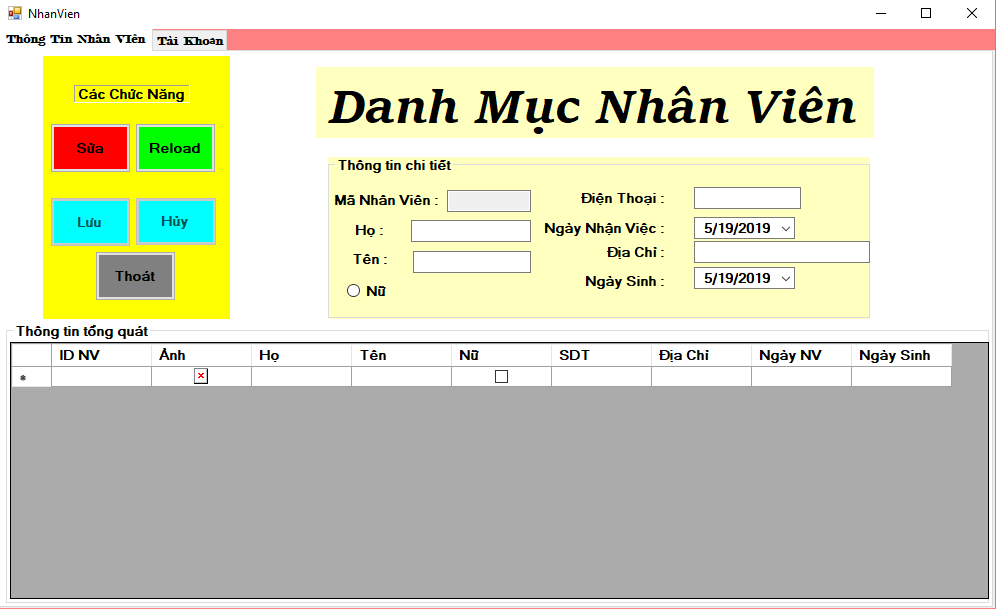 NhanVien
Thông Tin Nhân VIên Tài Khoản
Các Chức Năng
Sửa Reload
Lưu Hủy
Thoát
Danh Mục Nhân Viên
Thông tin chi tiết
Mã Nhân Viên : Điện Thoại :
Họ : Ngày Nhận Việc : 5/19/2019
Địa Chỉ :
Tên :
Ngày Sinh : 5/19/2019
Nữ
Thông tin tổng quát
ID NV Ảnh Họ Tên Nữ SDT Địa Chỉ Ngày NV Ngày Sinh